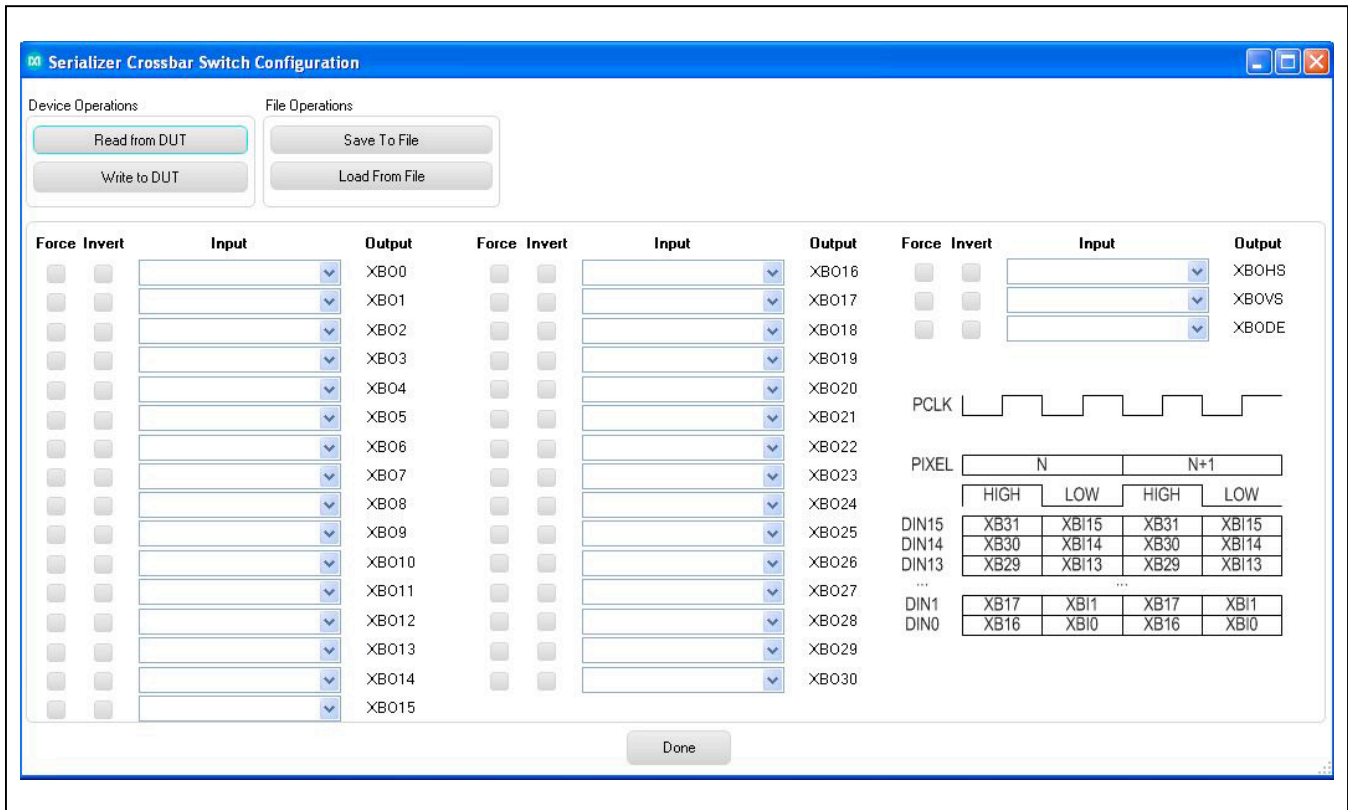 Serializer Crossbar Switch Configuration
Device Operations
Read from DUT
Write to DUT
File Operations
Save To File
Load From File
Force Invert Input Output
XBO0
XBO1
XBO2
XBO3
XBO4
XBO5
XBO6
XBO7
XBO8
XBO9
XBO10
XBO11
XBO12
XBO13
XBO14
XBO15
Force Invert Input Output
XBO16
XBO17
XBO18
XBO19
XBO20
XBO21
XBO22
XBO23
XBO24
XBO25
XBO26
XBO27
XBO28
XBO29
XBO30
Force Invert Input Output
XBOHS
XBOVS
XBODE
PCLK
PIXEL N N+1
HIGH LOW HIGH LOW
DIN15 XB31 XBI15 XB31 XBI15
DIN14 XB30 XBI14 XB30 XBI14
DIN13 XB29 XBI13 XB29 XBI13
... ...
DIN1 XB17 XBI1 XB17 XBI1
DIN0 XB16 XBI0 XB16 XBI0
Done